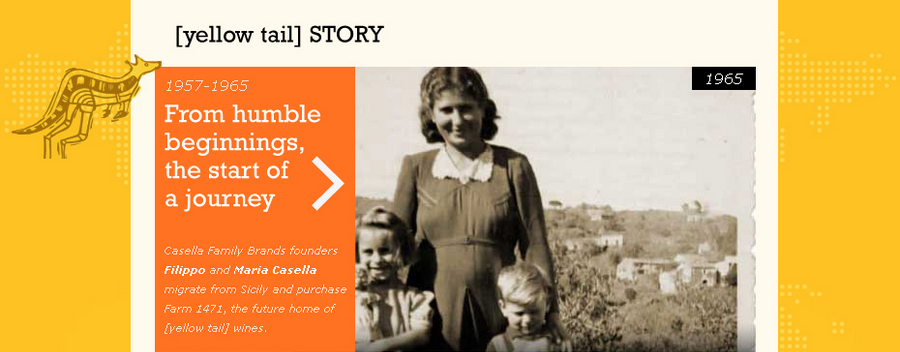 [yellow tail] STORY
1965
1957-1965
From humble
beginnings,
the start of
a journey
Casella Family Brands founders
Filippo and Maria Casella
migrate from Sicily and purchase
Farm 1471, the future home of
[yellow tail] wines.